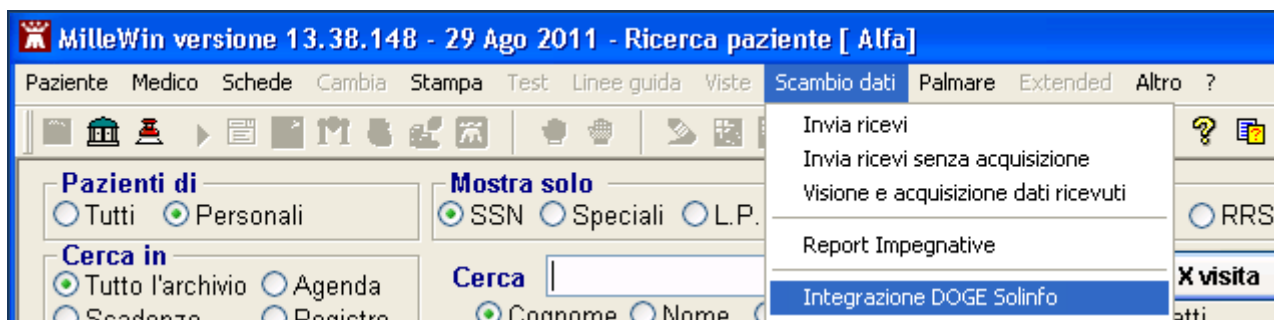 MilleWin versione 13.38.148 - 29 Ago 2011 - Ricerca paziente [ Alfa]
Paziente Medico Schede Cambia Stampa Test Linee guida Viste Scambio dati Palmare Extended Altro ?
Invia ricevi
Invia ricevi senza acquisizione
Visione e acquisizione dati ricevuti
Report Impegnative
Integrazione DOGE Solinfo
Pazienti di
Tutti Personali
Mostra solo
SSN Speciali L.P. RRS
Cerca in
Tutto l'archivio Agenda
Scadenze Registro
Cerca X visita
Cognome Nome